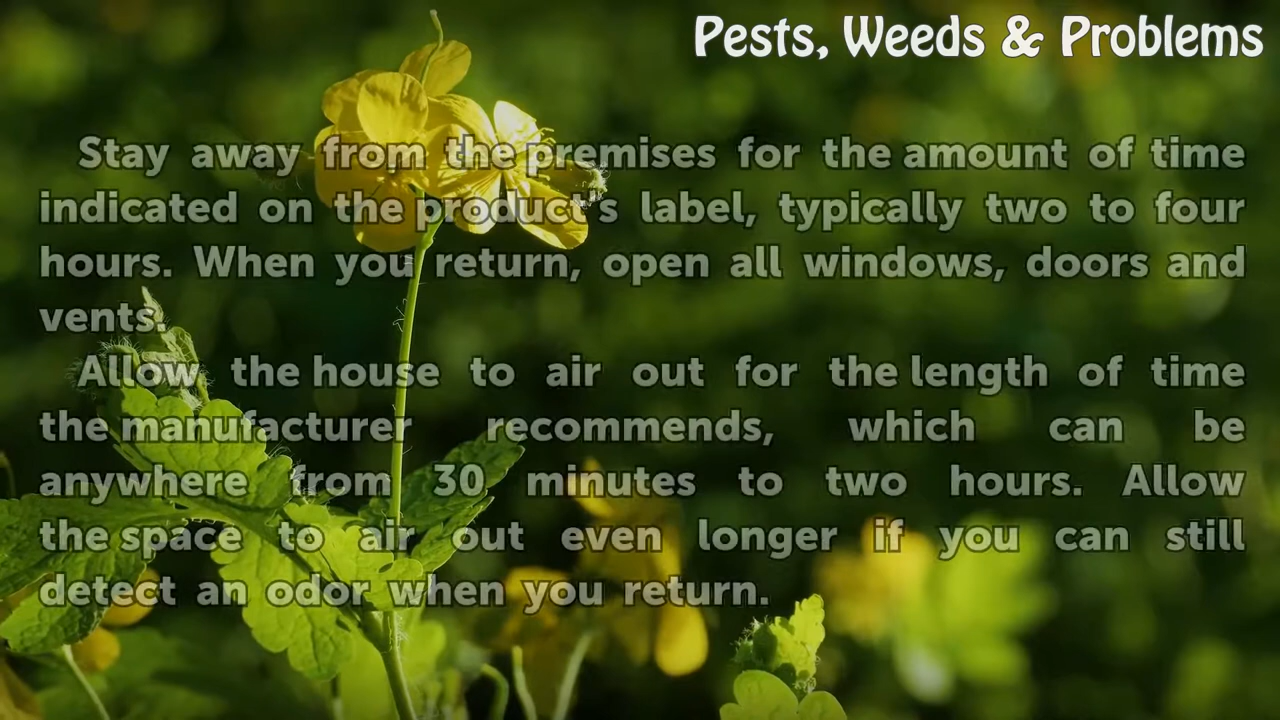 Pests, Weeds & Problems
Stay away from the premises for the amount of time
indicated on the product's label, typically two to four
hours. When you return, open all windows, doors and
vents.
Allow the house to air out for the length of time
the manufacturer recommends, which can be
anywhere from 30 minutes to two hours. Allow
the space to air out even longer if you can still
detect an odor when you return.